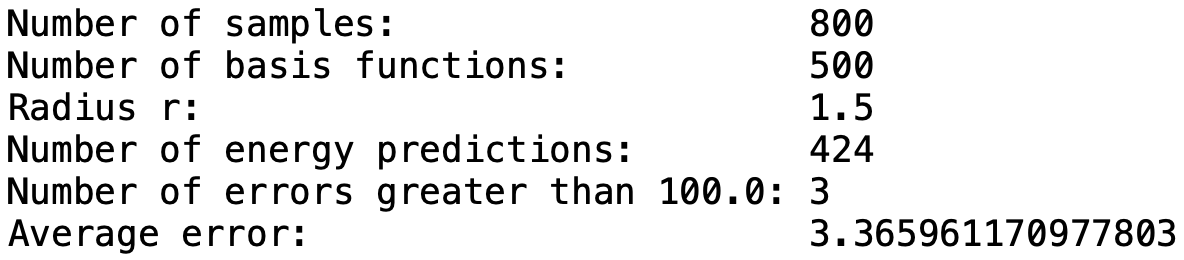 Number of samples: 800
Number of basis functions: 500
Radius r: 1.5
Number of energy predictions: 424
Number of errors greater than 100.0: 3
Average error: 3.365961170977803